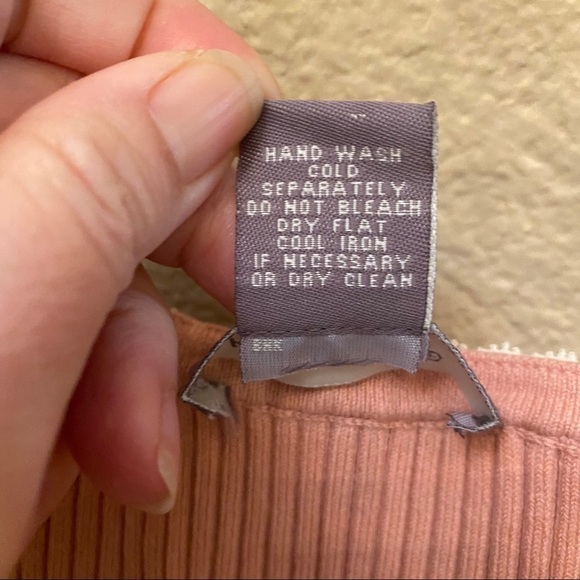 HAND WASH
COLD
SEPARATELY
DO NOT BLEACH
DRY FLAT
COOL IRON
IF NECESSARY
OR DRY CLEAN